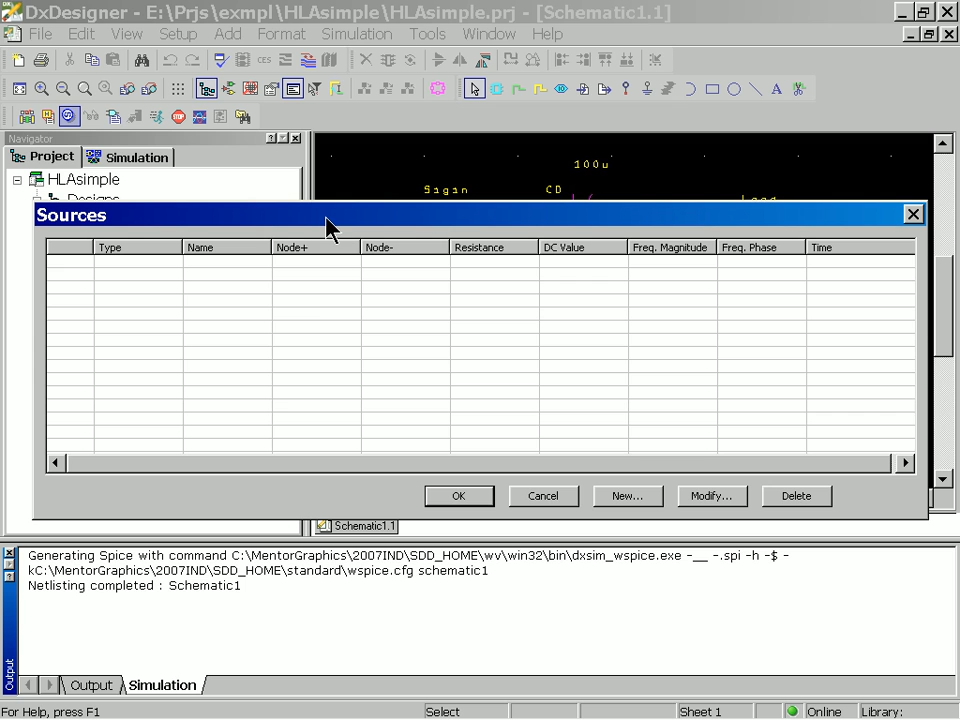 DxDesigner - E:\Prjs\exmpl\HLAsimple\HLAsimple.prj - [Schematic1.1]
File Edit View Setup Add Format Simulation Tools Window Help
CES
Navigator
Project Simulation
HLAsimple
Designs
100u
Sigin CD
Load
Sources
Type Name Node+ Node- Resistance DC Value Freq. Magnitude Freq. Phase Time
OK Cancel New... Modify... Delete
Schematic1.1
Generating Spice with command C:\MentorGraphics\2007IND\SDD_HOME\wv\win32\bin\dxsim_wspice.exe -__ -.spi -h -$ -
kC:\MentorGraphics\2007IND\SDD_HOME\standard\wspice.cfg schematic1
Netlisting completed : Schematic1
Output
Output Simulation
For Help, press F1 Select Sheet 1 Online Library: